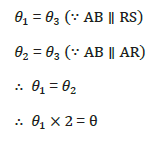 θ₁ = θ₃ (∵ AB ∥ RS)
θ₂ = θ₃ (∵ AB ∥ AR)
∴ θ₁ = θ₂
∴ θ₁ × 2 = θ